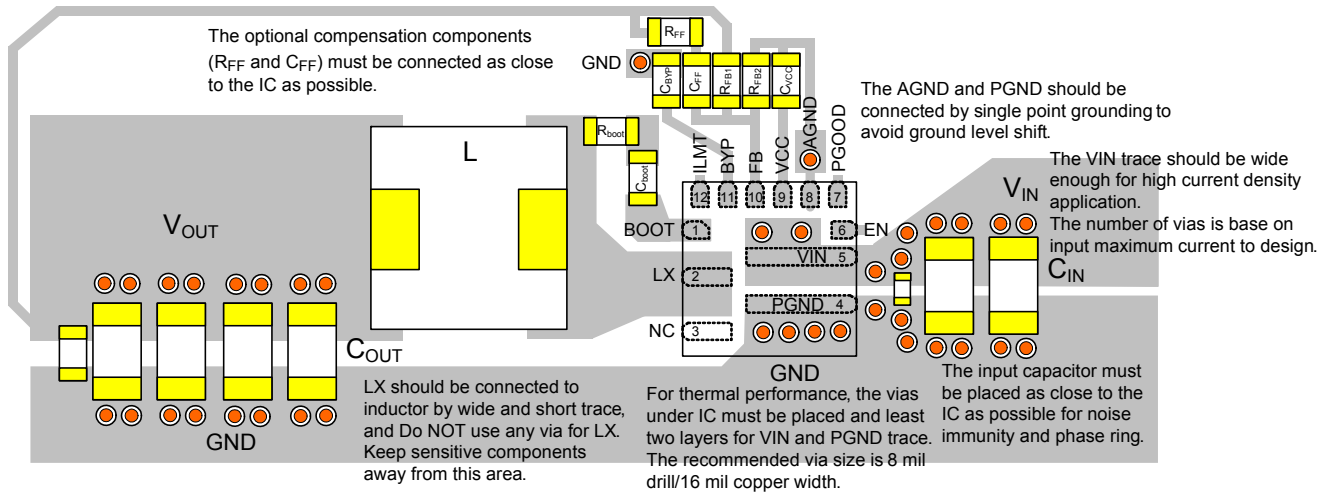 The optional compensation components
(RFF and CFF) must be connected as close
to the IC as possible.
RFF
GND
CBYP
CFF
RFB1
RFB2
CVCC
The AGND and PGND should be
connected by single point grounding to
avoid ground level shift.
Rboot
Cboot
L
ILMT
BYP
FB
VCC
AGND
PGOOD
12
11
10
9
8
7
The VIN trace should be wide
enough for high current density
application.
The number of vias is base on
input maximum current to design.
VIN
VOUT
BOOT
1
6
EN
VIN
5
LX
2
CIN
PGND
4
NC
3
COUT
GND
GND
LX should be connected to
inductor by wide and short trace,
and Do NOT use any via for LX.
Keep sensitive components
away from this area.
For thermal performance, the vias
under IC must be placed and least
two layers for VIN and PGND trace.
The recommended via size is 8 mil
drill/16 mil copper width.
The input capacitor must
be placed as close to the
IC as possible for noise
immunity and phase ring.